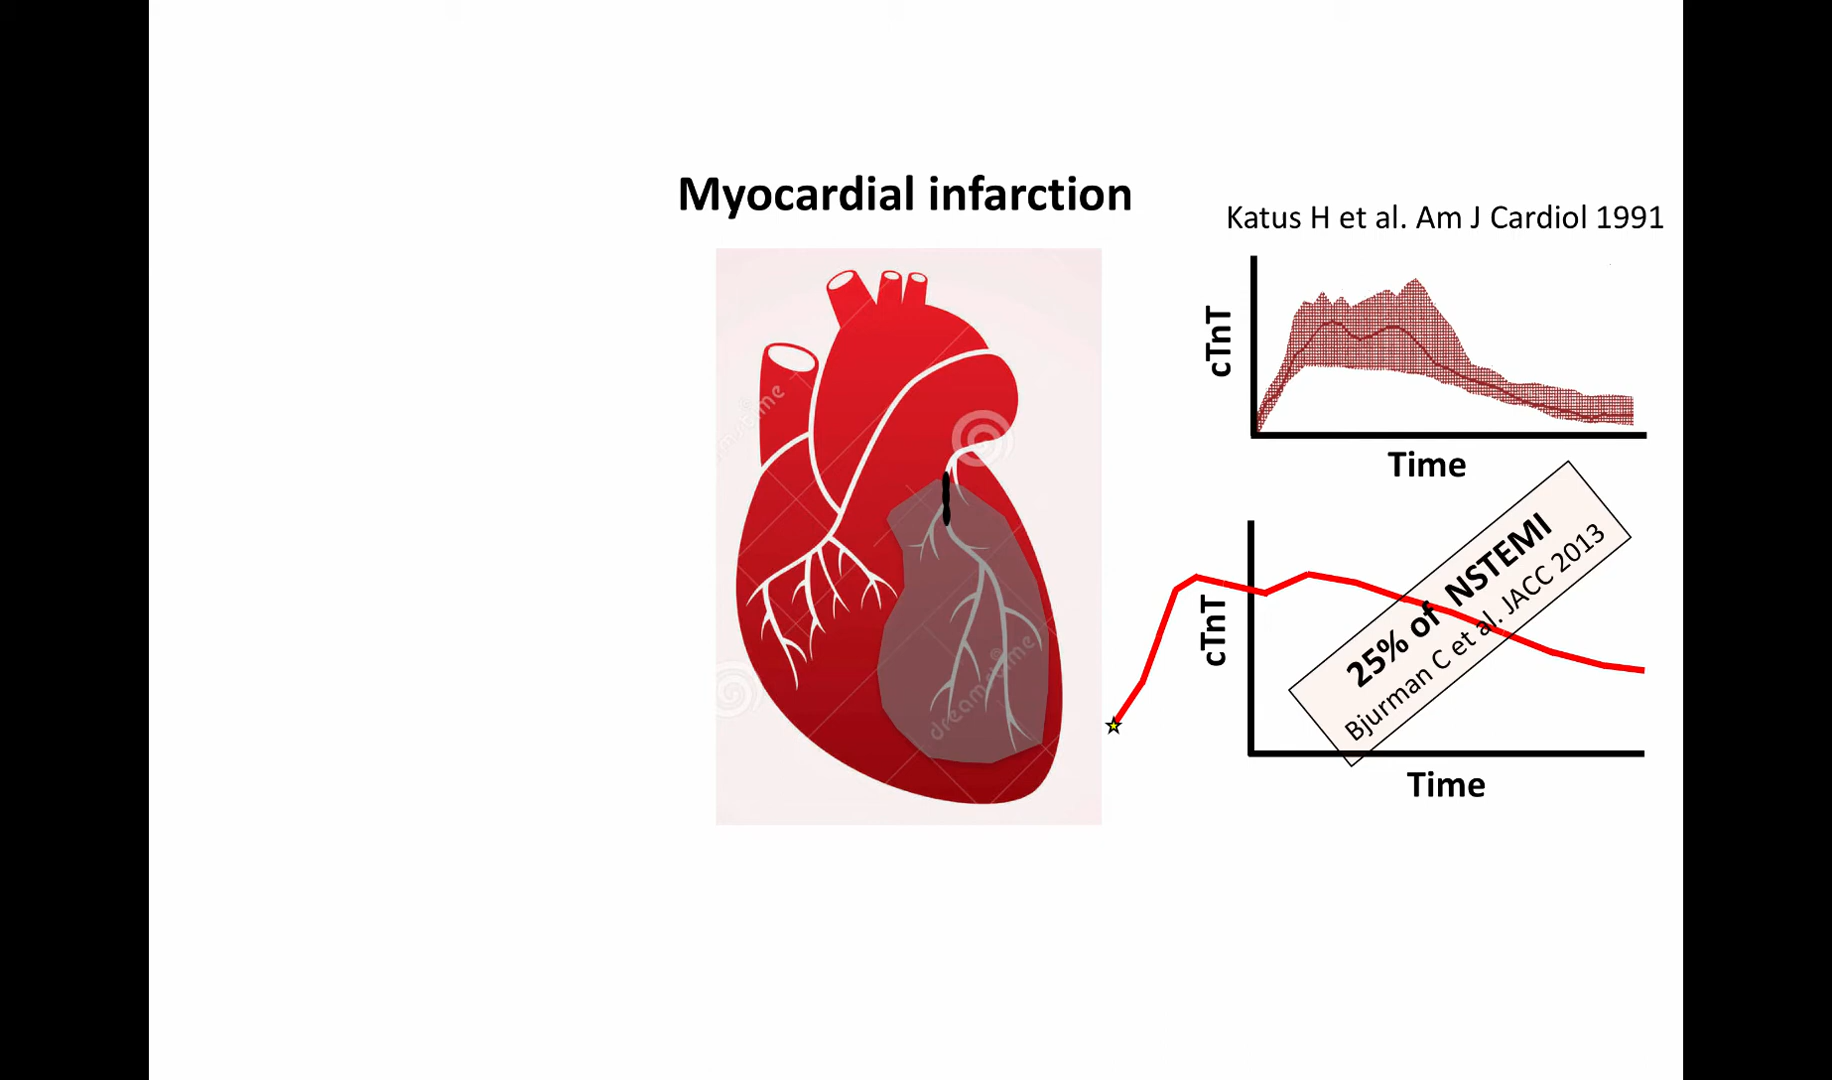 Myocardial infarction
Katus H et al. Am J Cardiol 1991
cTnT
Time
cTnT
25% of NSTEMI
Bjurman C et al. JACC 2013
Time
dreamstime